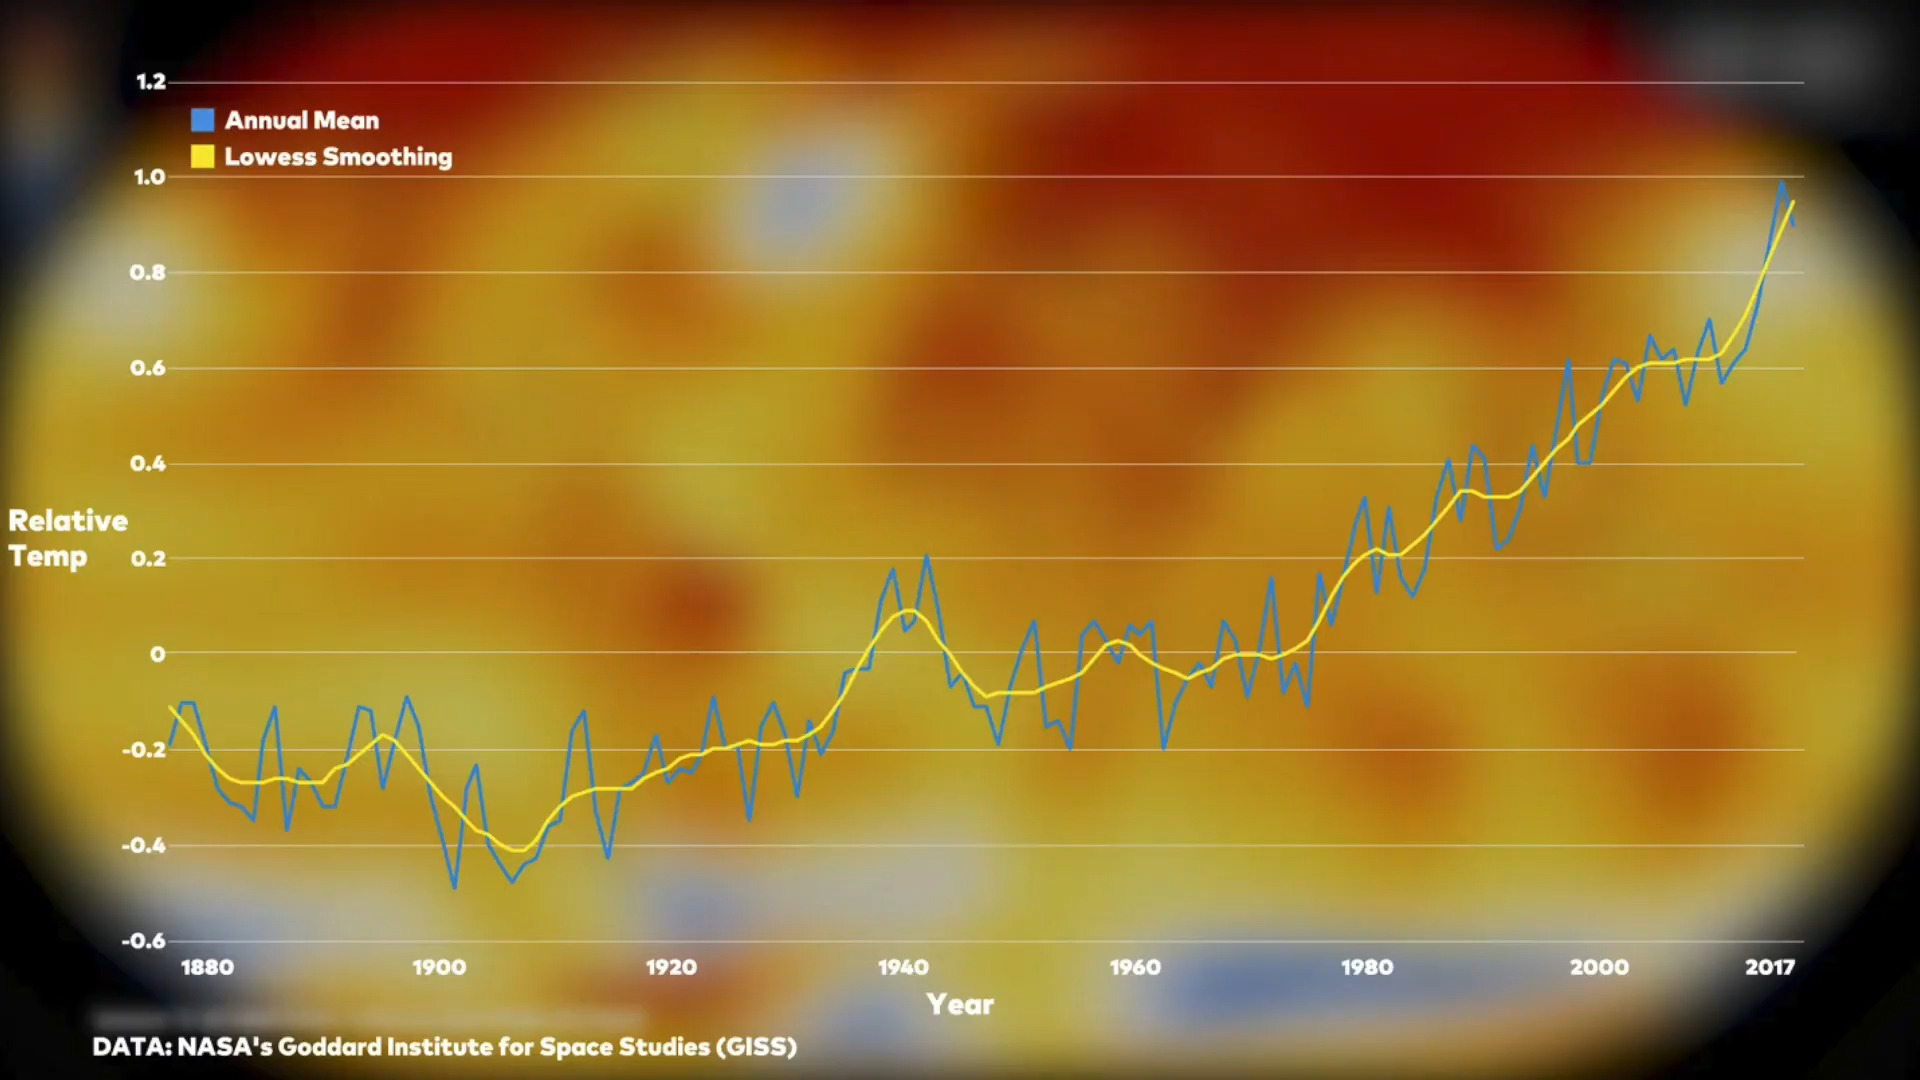 1.2
Annual Mean
Lowess Smoothing
1.0
0.8
0.6
0.4
Relative
Temp
0.2
0
-0.2
-0.4
-0.6
1880 1900 1920 1940 1960 1980 2000 2017
Year
DATA: NASA's Goddard Institute for Space Studies (GISS)